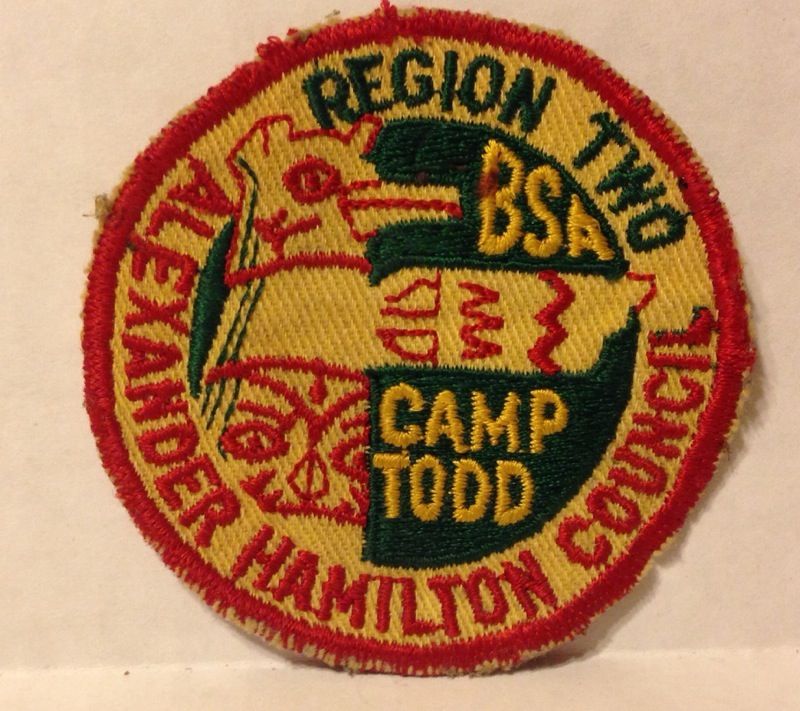 REGION TWO
BSA
CAMP
TODD
ALEXANDER HAMILTON COUNCIL